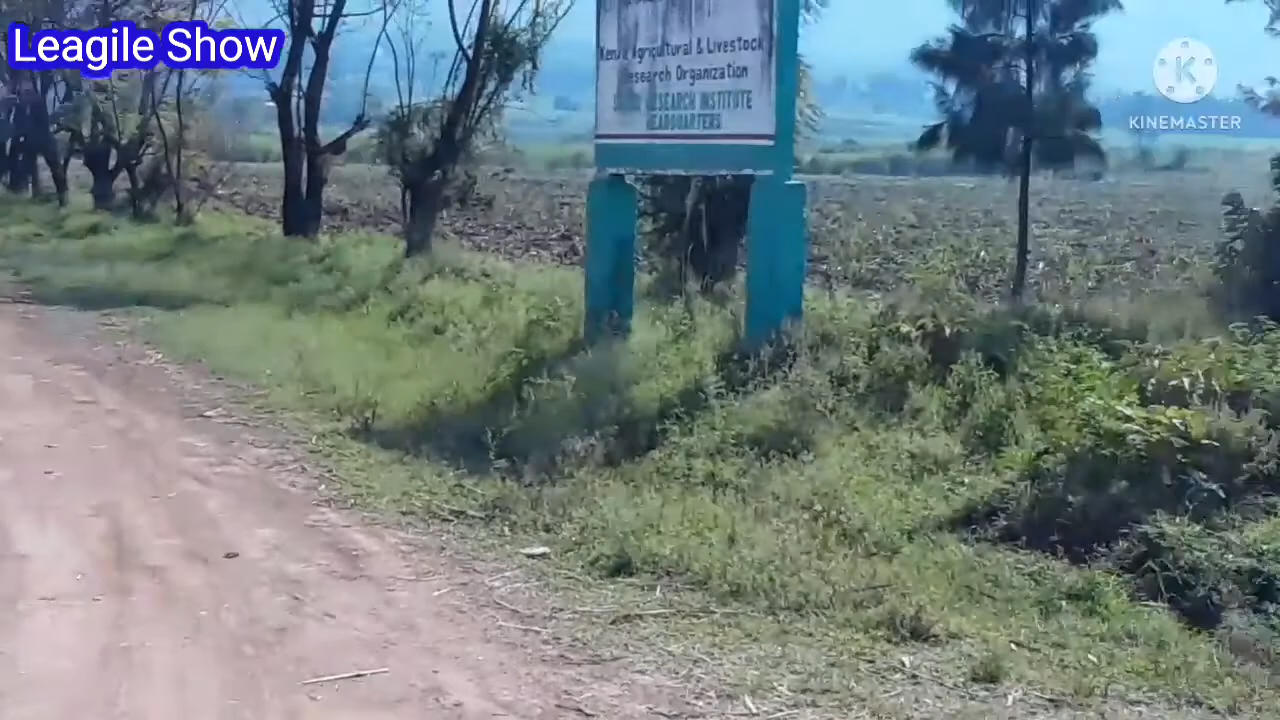 Leagile Show
Kenya Agricultural & Livestock
Research Organization
RESEARCH INSTITUTE
HEADQUARTERS
KINEMASTER